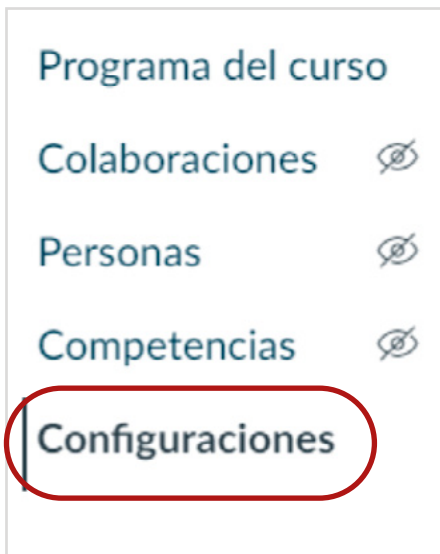 Programa del curso
Colaboraciones
Personas
Competencias
Configuraciones